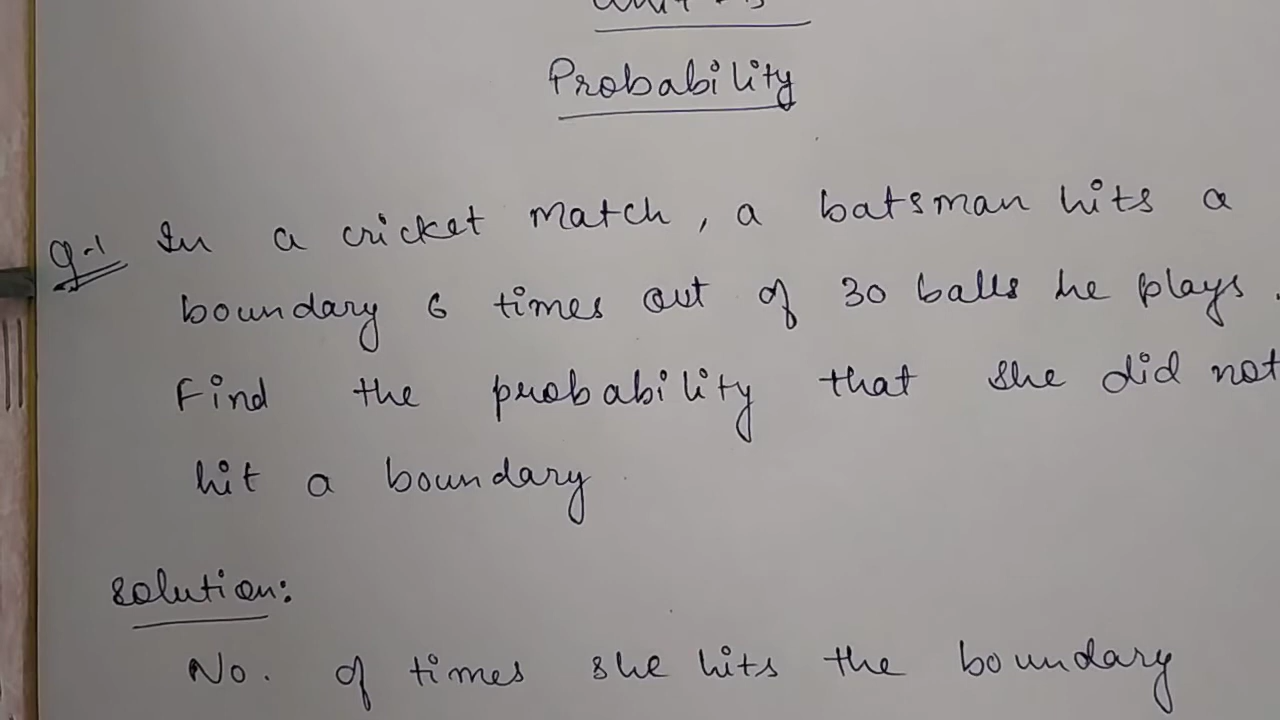 Probability
Q-1 In a cricket match, a batsman hits a
boundary 6 times out of 30 balls he plays.
Find the probability that she did not
hit a boundary
Solution:
No. of times she hits the boundary